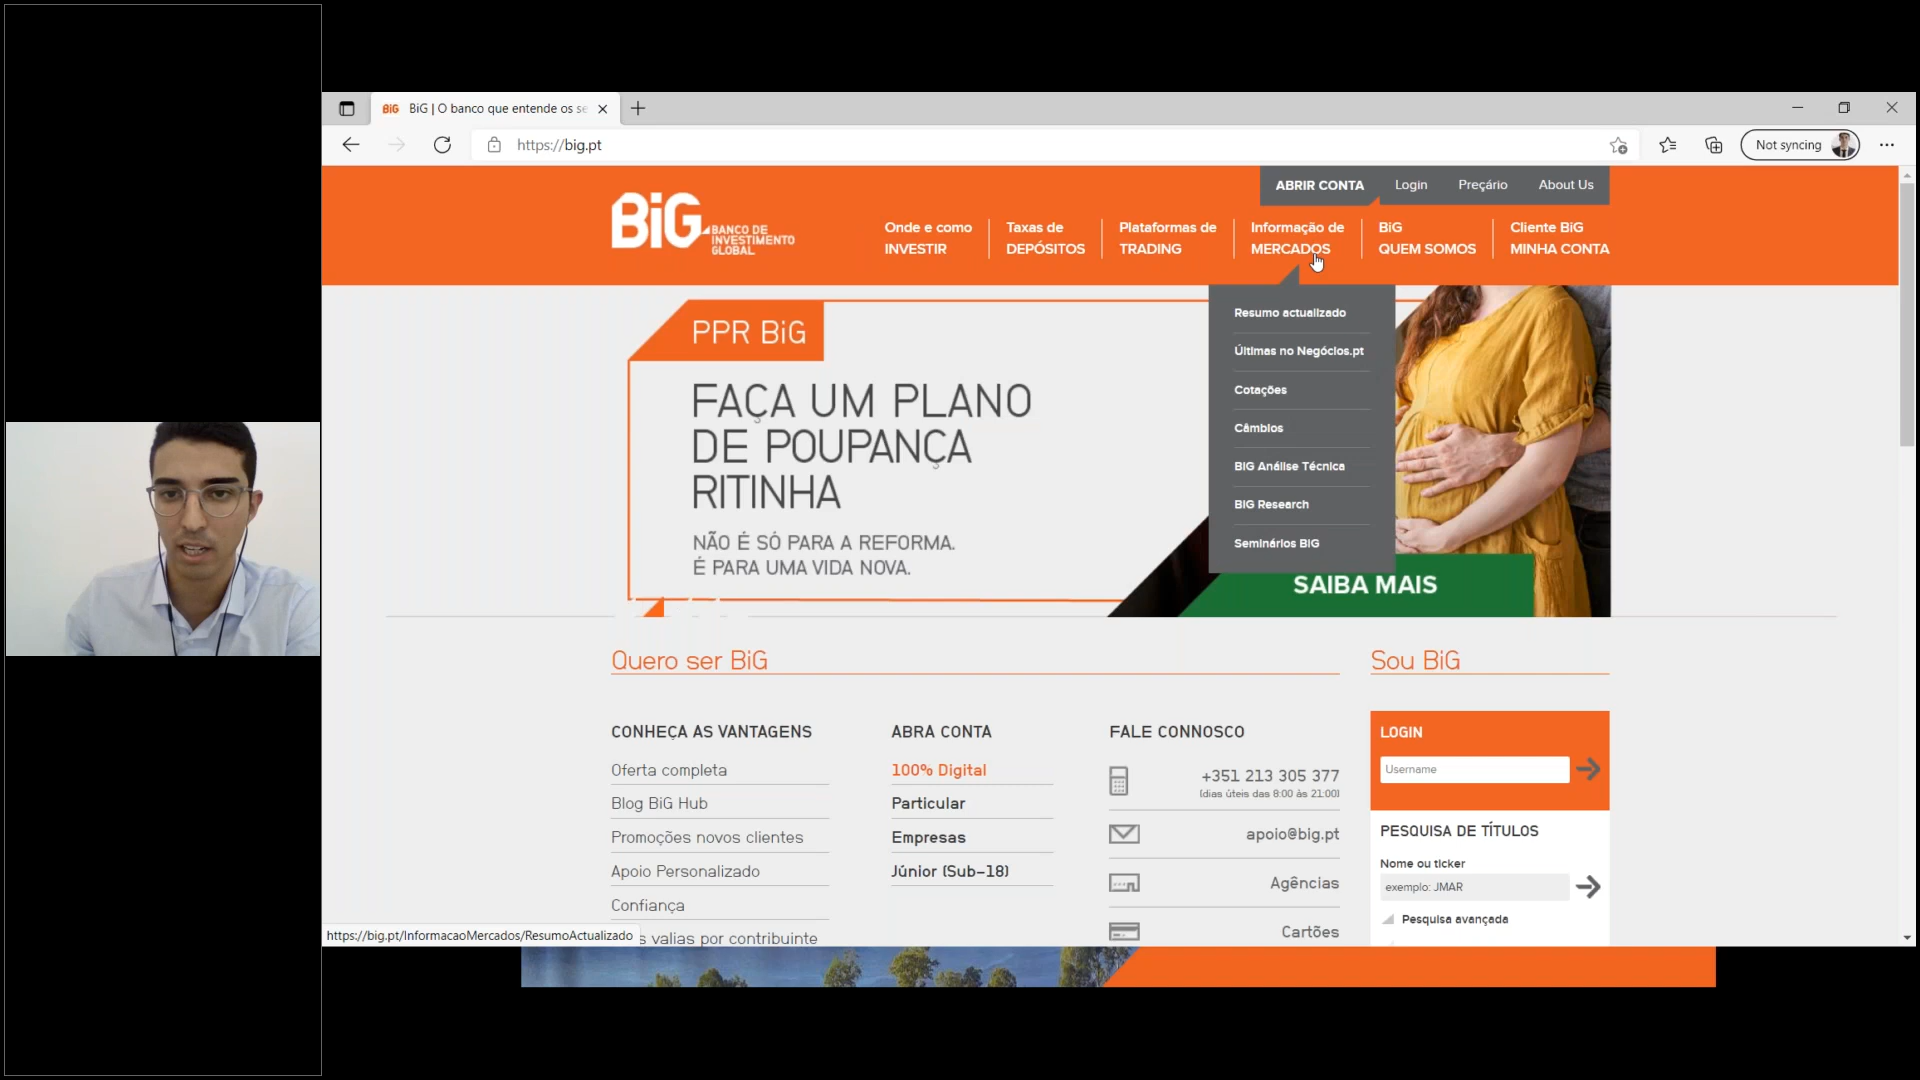 BiG BiG | O banco que entende os se
https://big.pt
Not syncing
ABRIR CONTA Login Preçário About Us
BiG BANCO DE
INVESTIMENTO
GLOBAL
Onde e como
INVESTIR
Taxas de
DEPÓSITOS
Plataformas de
TRADING
Informação de
MERCADOS
BiG
QUEM SOMOS
Cliente BiG
MINHA CONTA
Resumo actualizado
Últimas no Negócios.pt
Cotações
Câmbios
BiG Análise Técnica
BiG Research
Seminários BiG
PPR BiG
FAÇA UM PLANO
DE POUPANÇA
RITINHA
NÃO É SÓ PARA A REFORMA.
É PARA UMA VIDA NOVA.
SAIBA MAIS
Quero ser BiG
Sou BiG
CONHEÇA AS VANTAGENS
Oferta completa
Blog BiG Hub
Promoções novos clientes
Apoio Personalizado
Confiança
s valias por contribuinte
ABRA CONTA
100% Digital
Particular
Empresas
Júnior (Sub-18)
FALE CONNOSCO
+351 213 305 377
(dias úteis das 8:00 às 21:00)
apoio@big.pt
Agências
Cartões
LOGIN
Username
PESQUISA DE TÍTULOS
Nome ou ticker
exemplo: JMAR
Pesquisa avançada
https://big.pt/InformacaoMercados/ResumoActualizado